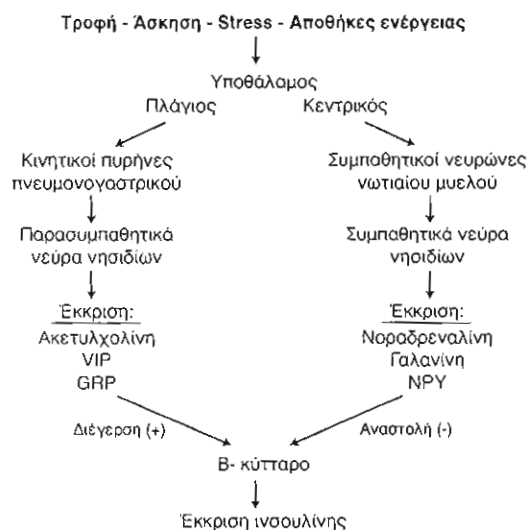 Τροφή - Άσκηση - Stress - Αποθήκες ενέργειας
Υποθάλαμος
Πλάγιος Κεντρικός
Κινητικοί πυρήνες
πνευμονογαστρικού
Συμπαθητικοί νευρώνες
νωτιαίου μυελού
Παρασυμπαθητικά
νεύρα νησιδίων
Συμπαθητικά νεύρα
νησιδίων
Έκκριση:
Ακετυλχολίνη
VIP
GRP
Έκκριση:
Νοραδρεναλίνη
Γαλανίνη
NPY
Διέγερση (+)
Αναστολή (-)
Β- κύτταρο
Έκκριση ινσουλίνης